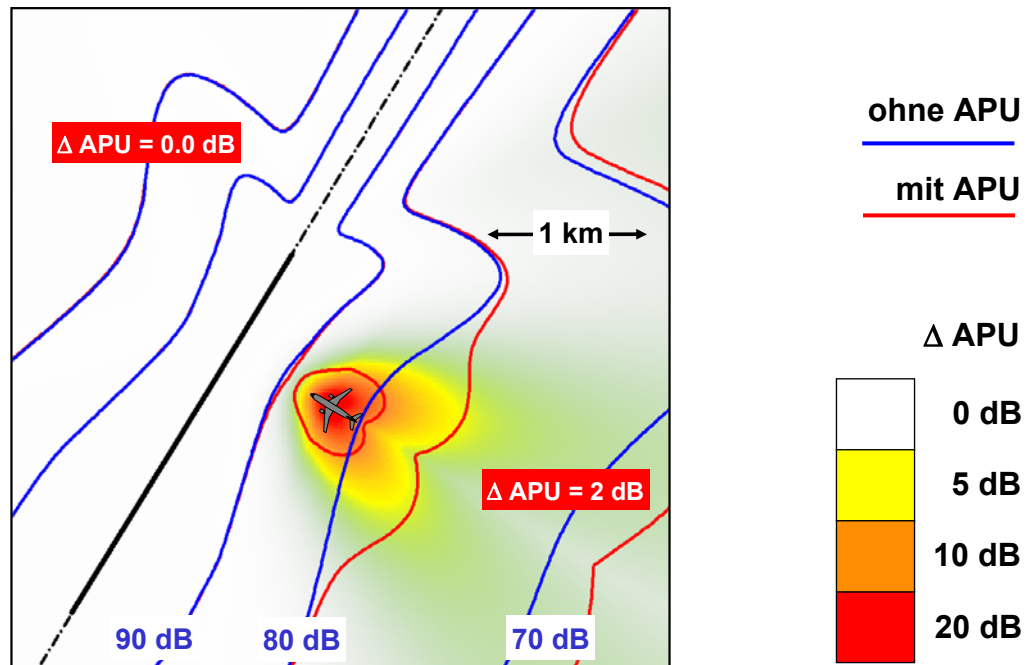 Δ APU = 0.0 dB
1 km
Δ APU = 2 dB
90 dB
80 dB
70 dB
ohne APU
mit APU
Δ APU
0 dB
5 dB
10 dB
20 dB